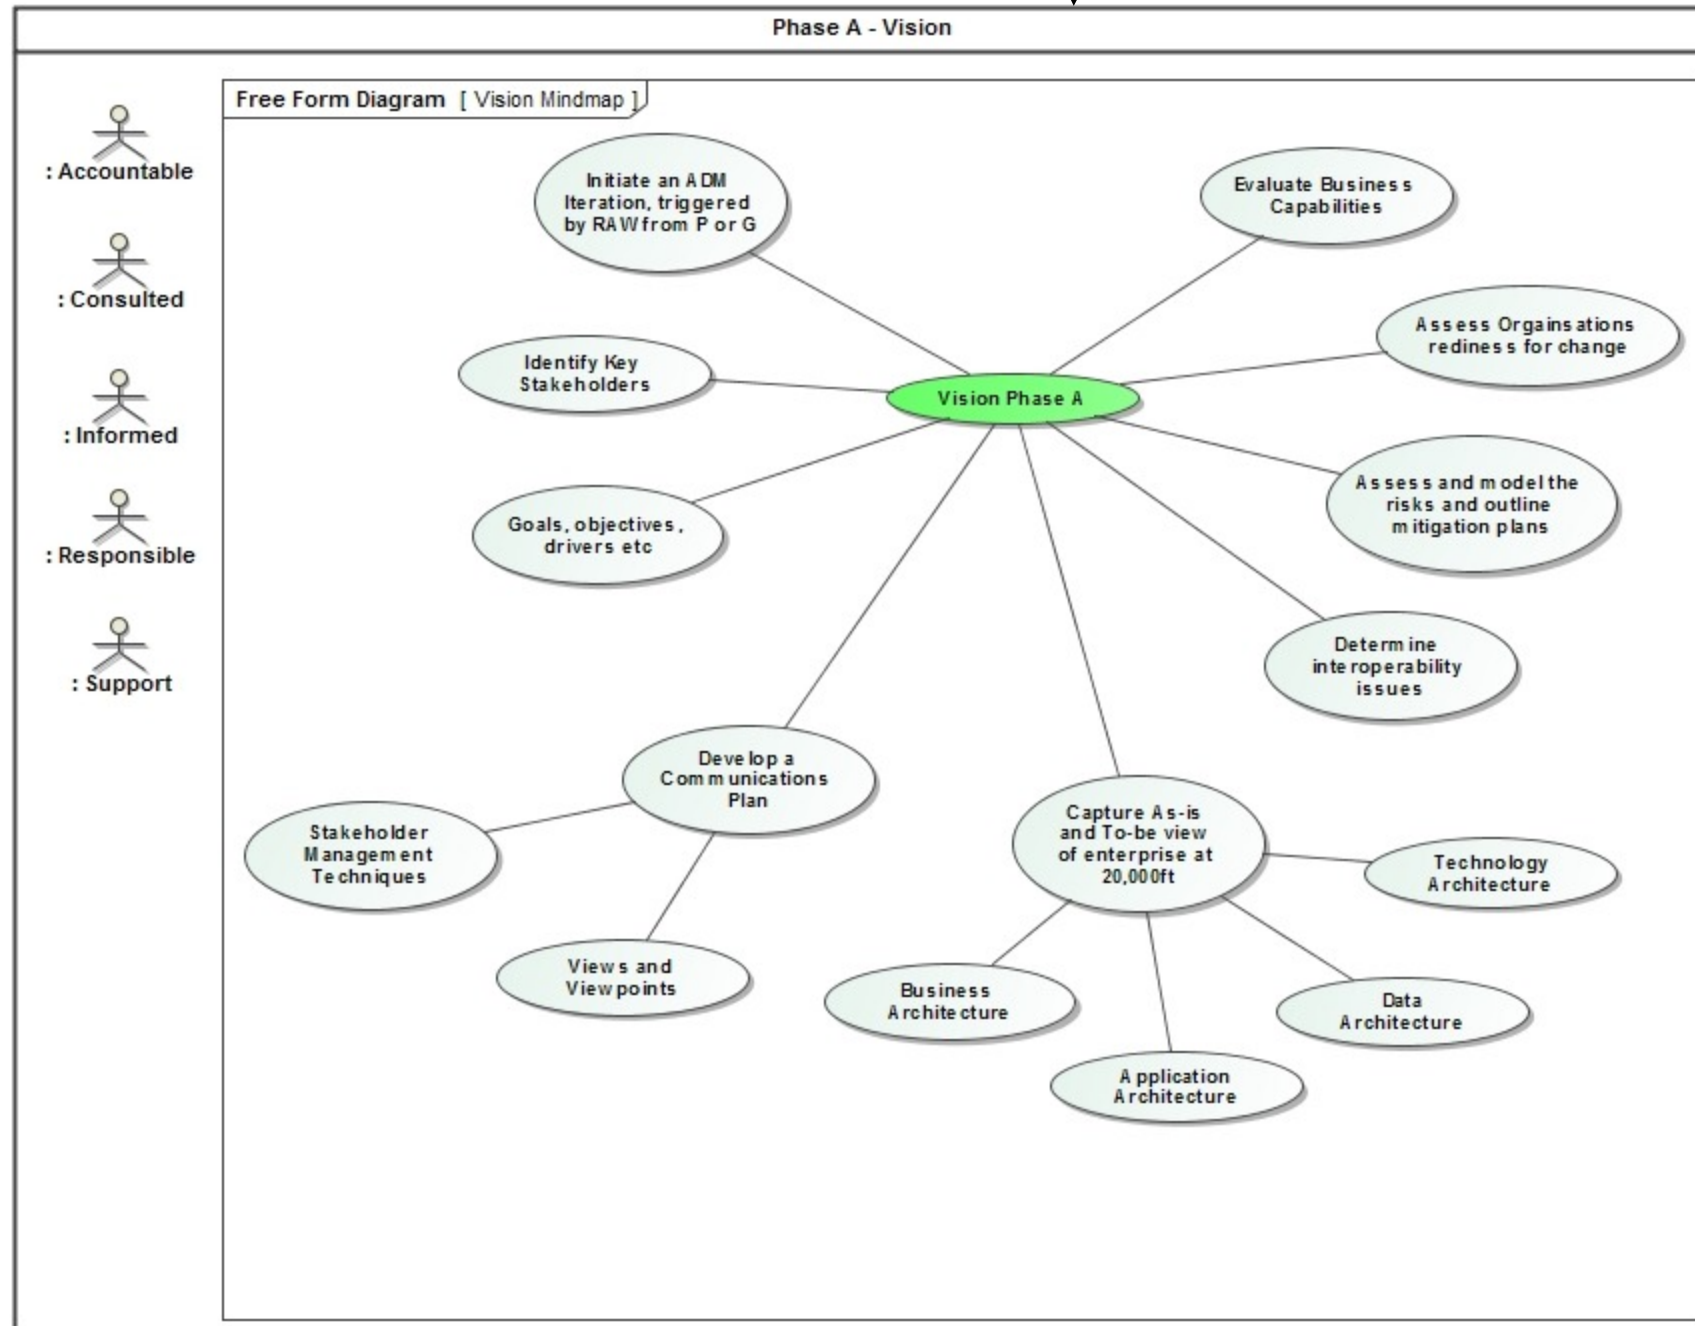 Phase A - Vision
Free Form Diagram [ Vision Mindmap ]
: Accountable
: Consulted
: Informed
: Responsible
: Support
Initiate an ADM
Iteration, triggered
by RAW from P or G
Evaluate Business
Capabilities
Assess Orgainsations
rediness for change
Identify Key
Stakeholders
Vision Phase A
Assess and model the
risks and outline
mitigation plans
Goals, objectives,
drivers etc
Determine
interoperability
issues
Develop a
Communications
Plan
Capture As-is
and To-be view
of enterprise at
20,000ft
Stakeholder
Management
Techniques
Technology
Architecture
Views and
Viewpoints
Business
Architecture
Data
Architecture
Application
Architecture